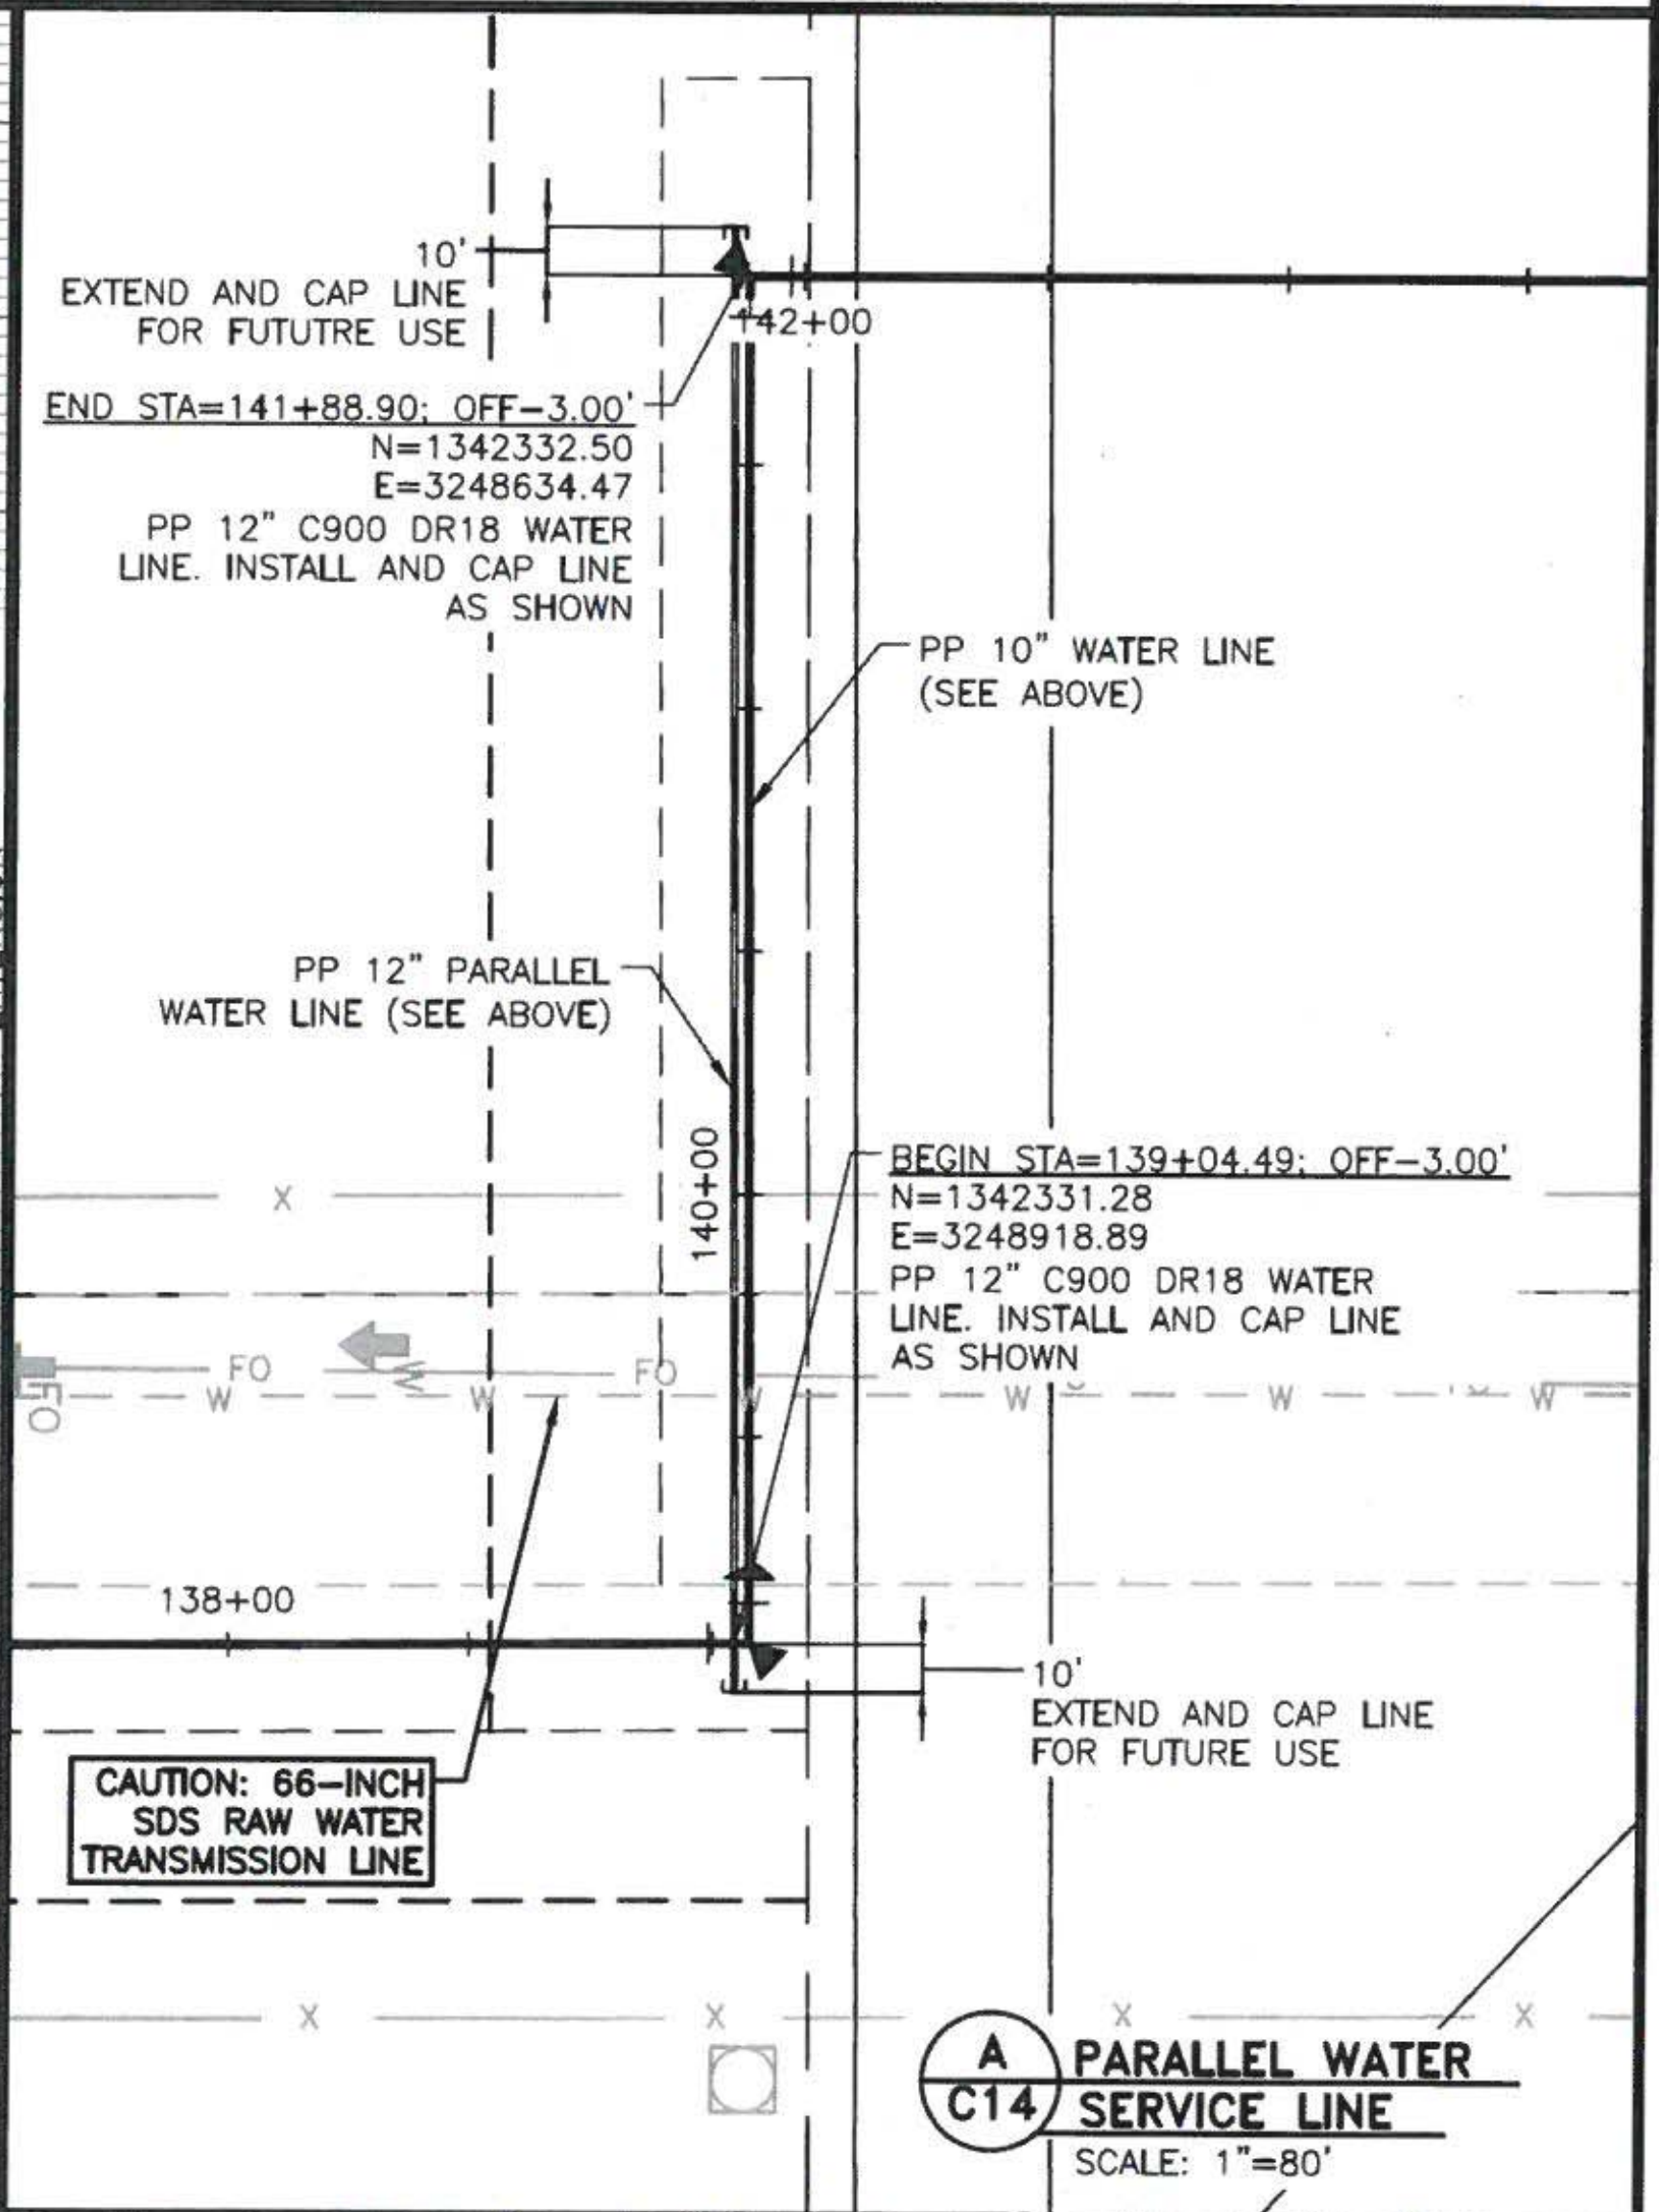 10'
EXTEND AND CAP LINE
FOR FUTUTRE USE
142+00
END STA=141+88.90; OFF-3.00'
N=1342332.50
E=3248634.47
PP 12" C900 DR18 WATER
LINE. INSTALL AND CAP LINE
AS SHOWN
PP 10" WATER LINE
(SEE ABOVE)
PP 12" PARALLEL
WATER LINE (SEE ABOVE)
140+00
BEGIN STA=139+04.49; OFF-3.00'
N=1342331.28
E=3248918.89
PP 12" C900 DR18 WATER
LINE. INSTALL AND CAP LINE
AS SHOWN
X
FO
W
FO
FO
W W W W W W
138+00
10'
EXTEND AND CAP LINE
FOR FUTURE USE
CAUTION: 66-INCH
SDS RAW WATER
TRANSMISSION LINE
X X X X
A
C14
PARALLEL WATER
SERVICE LINE
SCALE: 1"=80'